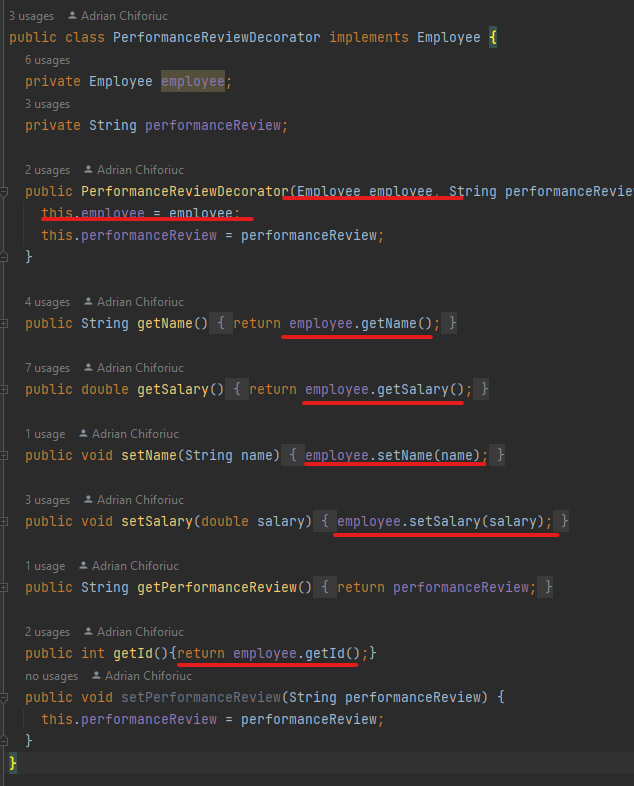 3 usages Adrian Chiforiuc
public class PerformanceReviewDecorator implements Employee {
6 usages
private Employee employee;
3 usages
private String performanceReview;
2 usages Adrian Chiforiuc
public PerformanceReviewDecorator(Employee employee, String performanceRevie
this.employee = employee;
this.performanceReview = performanceReview;
}
4 usages Adrian Chiforiuc
public String getName() { return employee.getName(); }
7 usages Adrian Chiforiuc
public double getSalary() { return employee.getSalary(); }
1 usage Adrian Chiforiuc
public void setName(String name) { employee.setName(name); }
3 usages Adrian Chiforiuc
public void setSalary(double salary) { employee.setSalary(salary); }
1 usage Adrian Chiforiuc
public String getPerformanceReview() { return performanceReview; }
2 usages Adrian Chiforiuc
public int getId(){return employee.getId();}
no usages Adrian Chiforiuc
public void setPerformanceReview(String performanceReview) {
this.performanceReview = performanceReview;
}
}